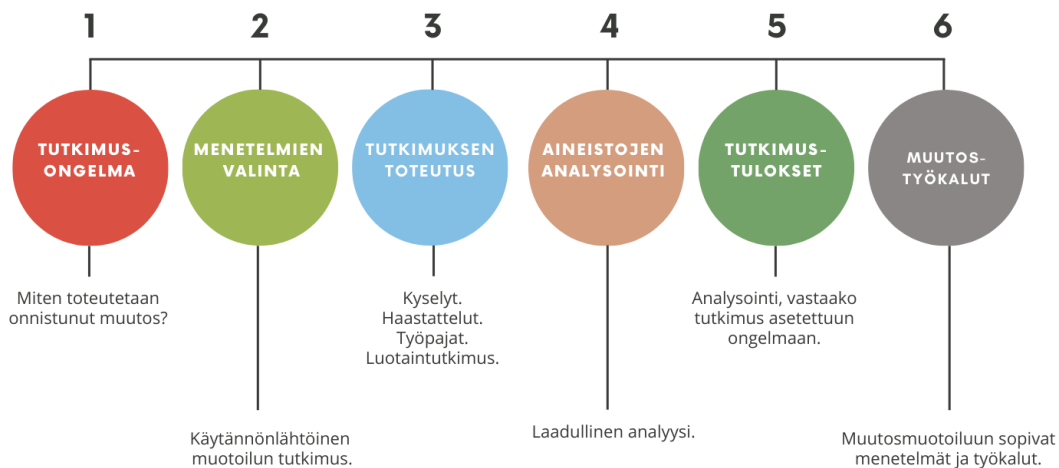 1
2
3
4
5
6
TUTKIMUS-
ONGELMA
MENETELMIEN
VALINTA
TUTKIMUKSEN
TOTEUTUS
AINEISTOJEN
ANALYSOINTI
TUTKIMUS-
TULOKSET
MUUTOS-
TYÖKALUT
Miten toteutetaan
onnistunut muutos?
Käytännönlähtöinen
muotoilun tutkimus.
Kyselyt.
Haastattelut.
Työpajat.
Luotaintutkimus.
Laadullinen analyysi.
Analysointi, vastaako
tutkimus asetettuun
ongelmaan.
Muutosmuotoiluun sopivat
menetelmät ja työkalut.